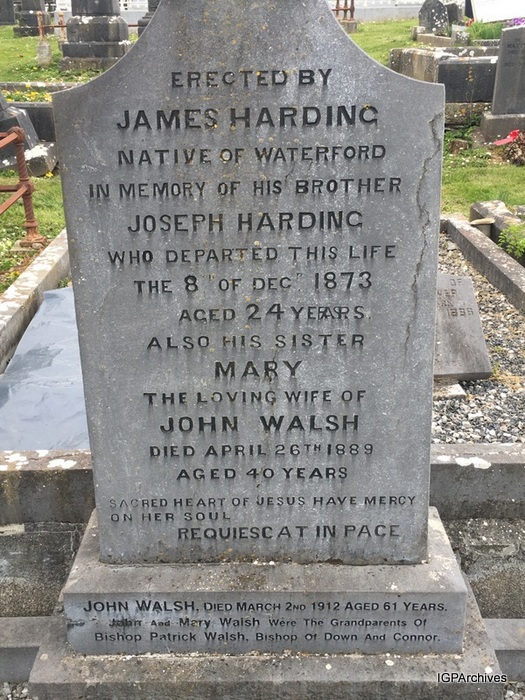 ERECTED BY
JAMES HARDING
NATIVE OF WATERFORD
IN MEMORY OF HIS BROTHER
JOSEPH HARDING
WHO DEPARTED THIS LIFE
THE 8TH OF DECR 1873
AGED 24 YEARS
ALSO HIS SISTER
MARY
THE LOVING WIFE OF
JOHN WALSH
DIED APRIL 26TH 1889
AGED 40 YEARS
SACRED HEART OF JESUS HAVE MERCY
ON HER SOUL
REQUIESCAT IN PACE
JOHN WALSH, DIED MARCH 2ND 1912 AGED 61 YEARS.
John And Mary Walsh Were The Grandparents Of
Bishop Patrick Walsh, Bishop Of Down And Connor.
IGPArchives